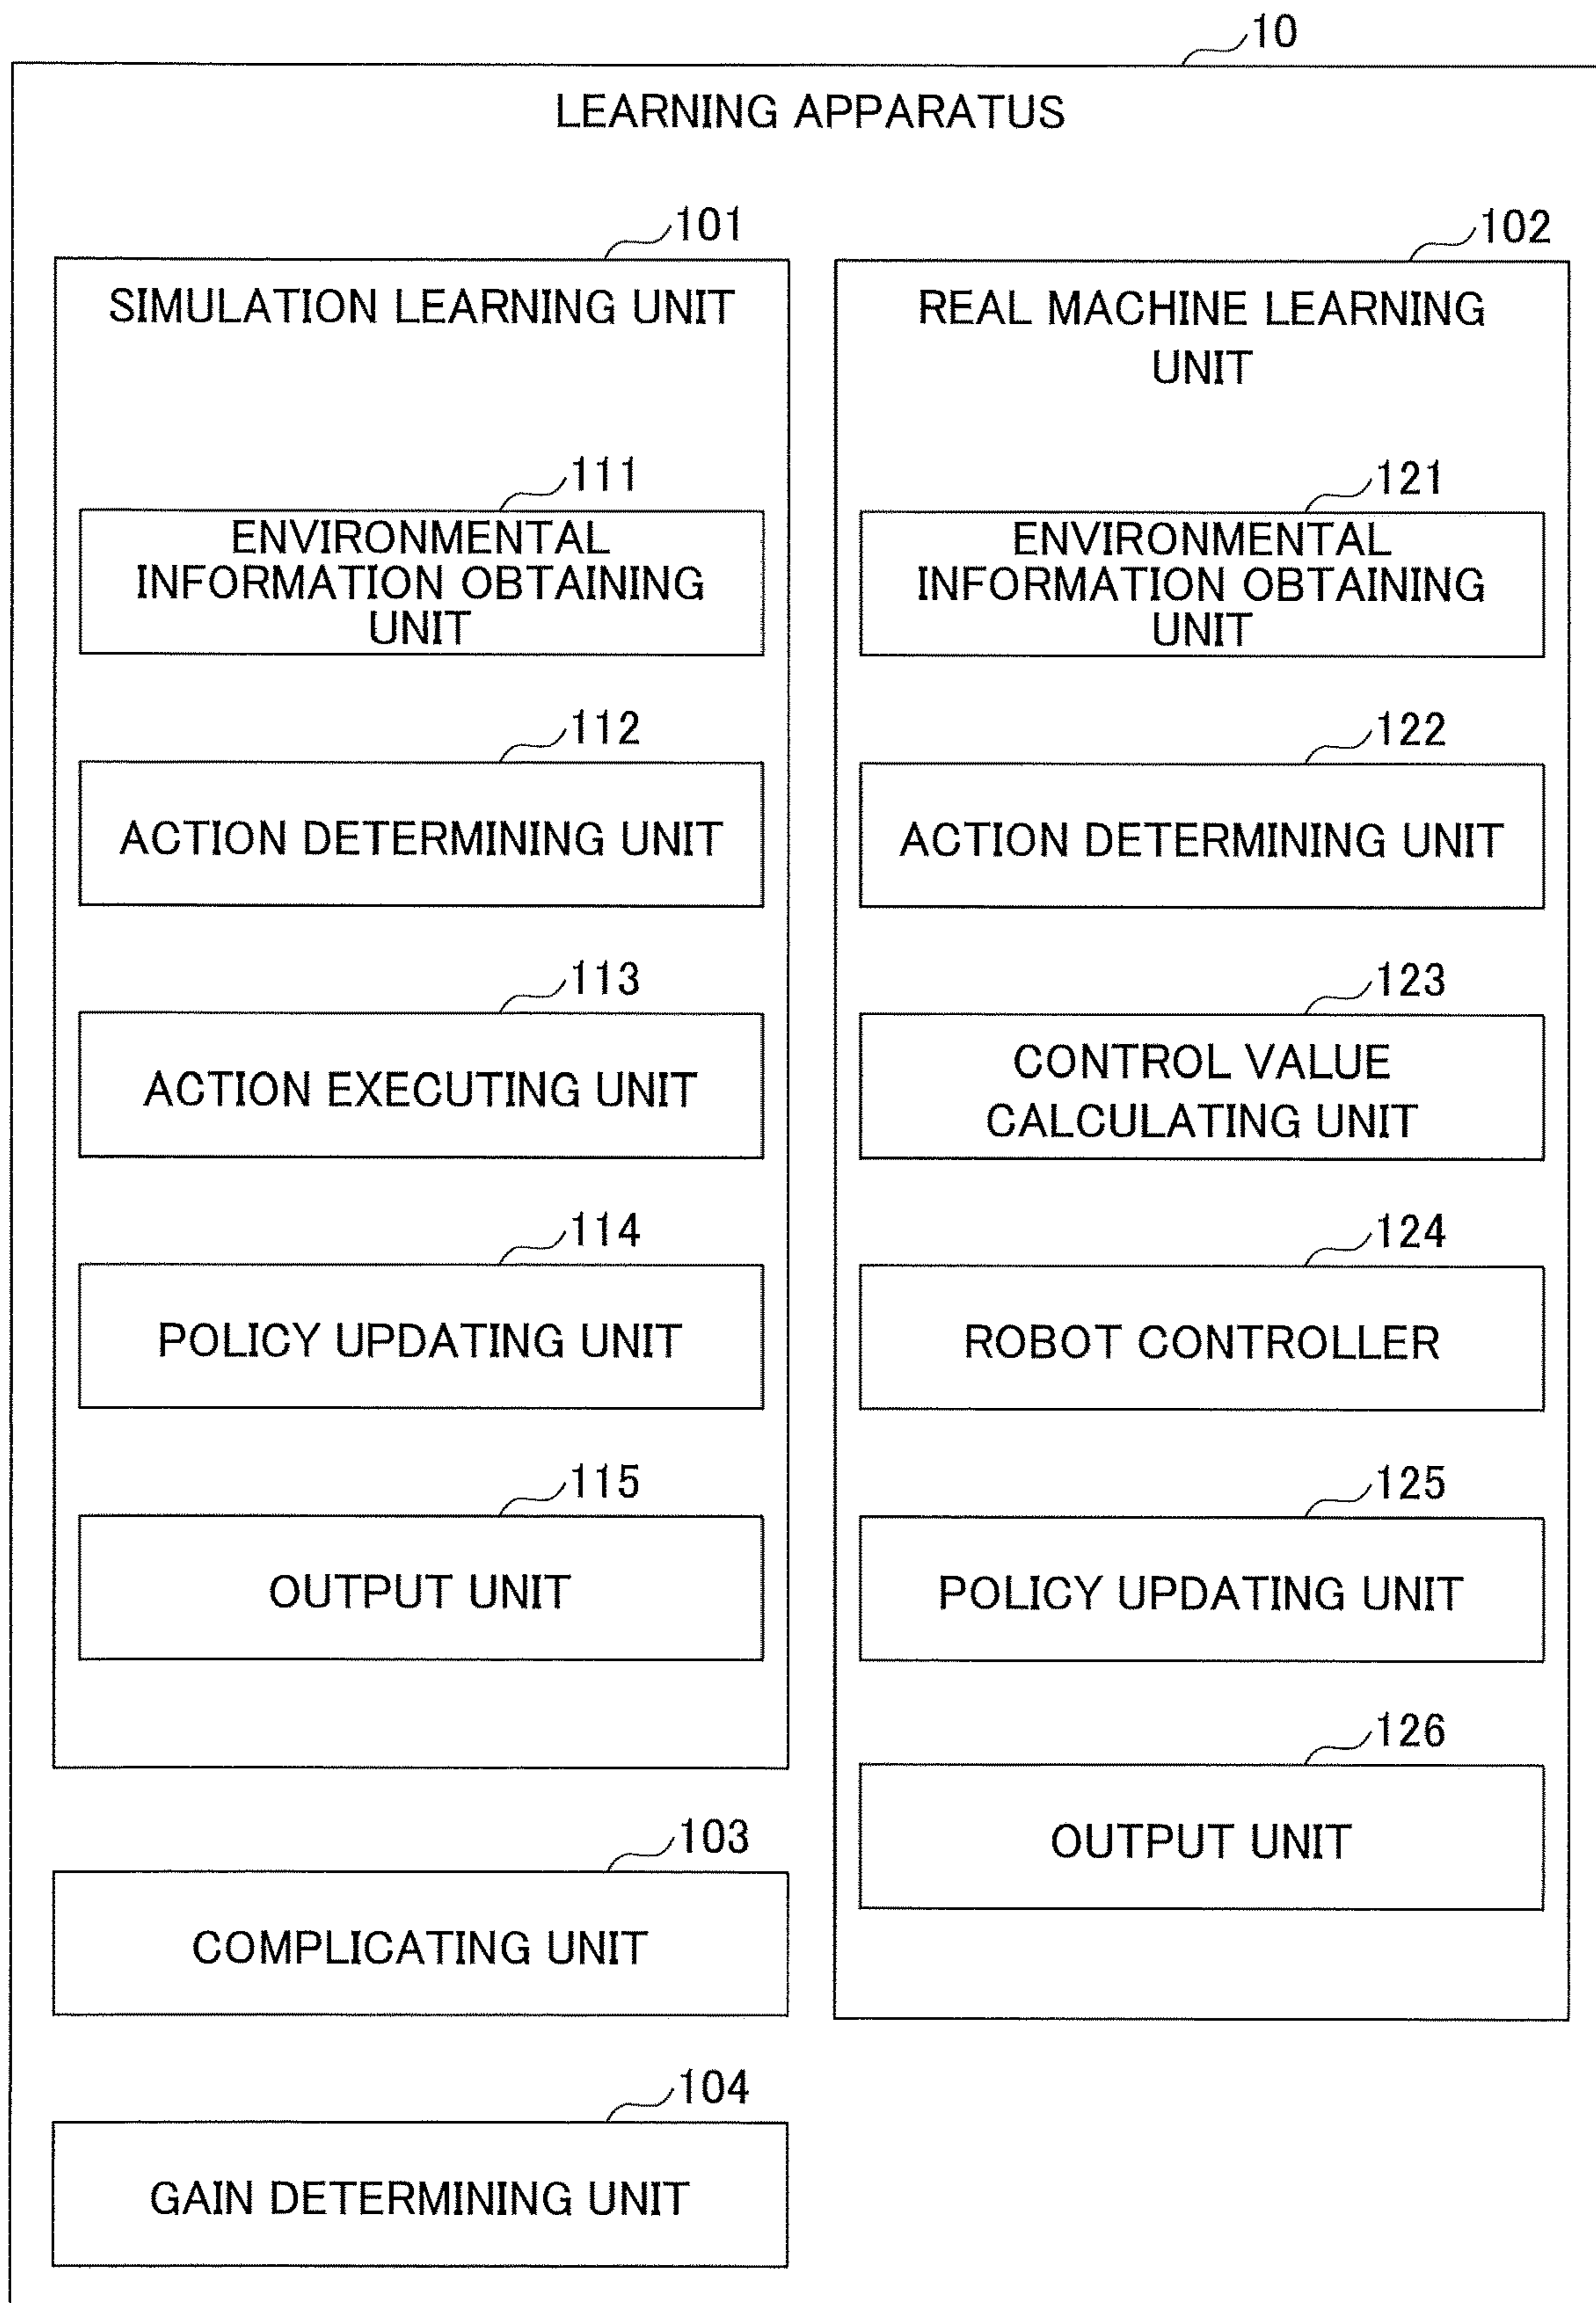 10
LEARNING APPARATUS
101
SIMULATION LEARNING UNIT
111
ENVIRONMENTAL
INFORMATION OBTAINING
UNIT
112
ACTION DETERMINING UNIT
113
ACTION EXECUTING UNIT
114
POLICY UPDATING UNIT
115
OUTPUT UNIT
102
REAL MACHINE LEARNING
UNIT
121
ENVIRONMENTAL
INFORMATION OBTAINING
UNIT
122
ACTION DETERMINING UNIT
123
CONTROL VALUE
CALCULATING UNIT
124
ROBOT CONTROLLER
125
POLICY UPDATING UNIT
126
OUTPUT UNIT
103
COMPLICATING UNIT
104
GAIN DETERMINING UNIT